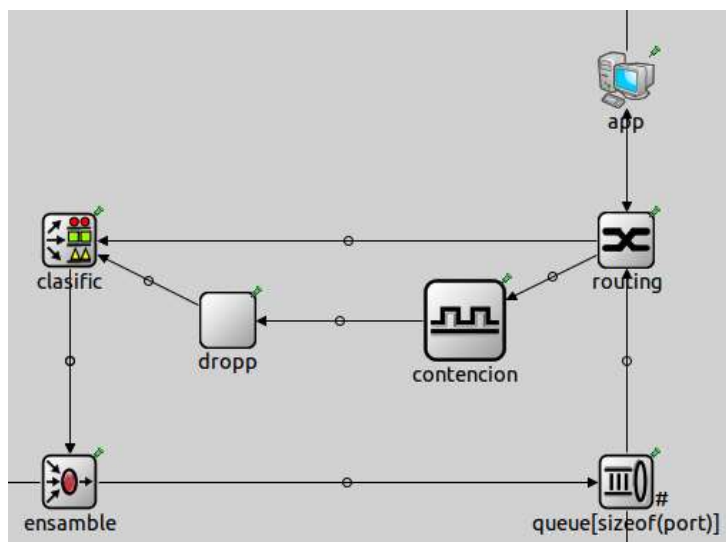 app
clasific
routing
dropp
contencion
ensamble
#
queue[sizeof(port)]